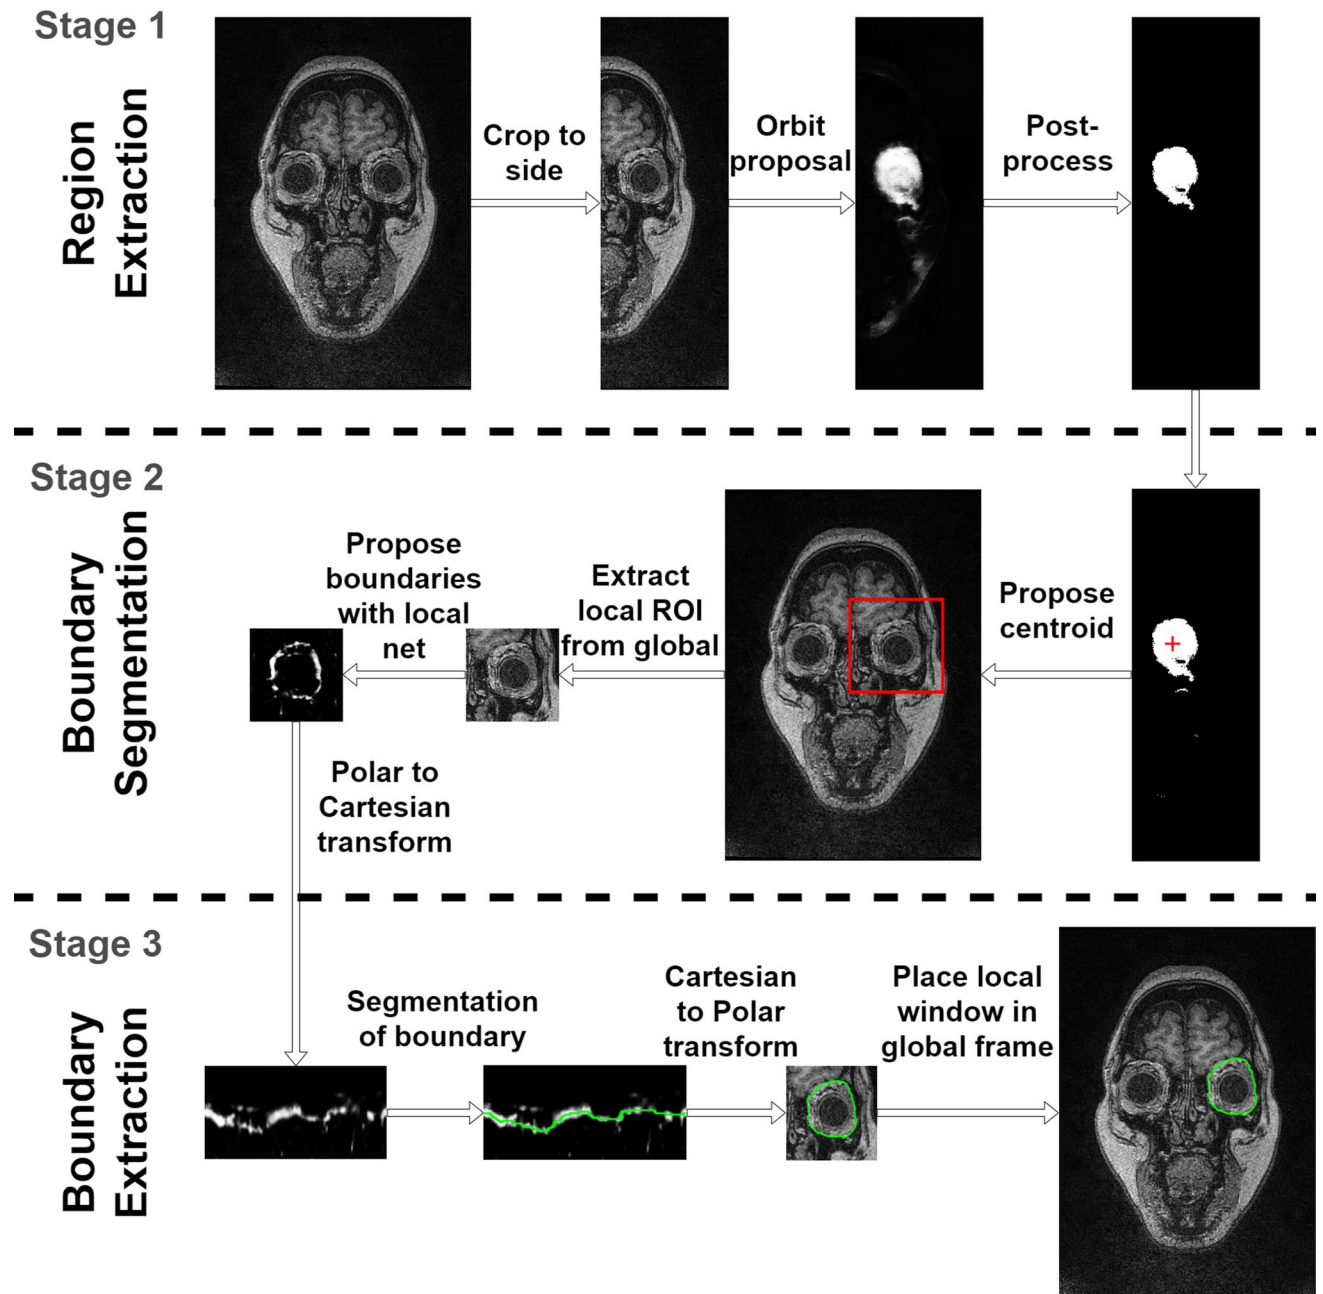 Stage 1
Region
Extraction
Crop to
side
Orbit
proposal
Post-
process
Stage 2
Boundary
Segmentation
Propose
centroid
Extract
local ROI
from global
Propose
boundaries
with local
net
Polar to
Cartesian
transform
Stage 3
Boundary
Extraction
Segmentation
of boundary
Cartesian
to Polar
transform
Place local
window in
global frame